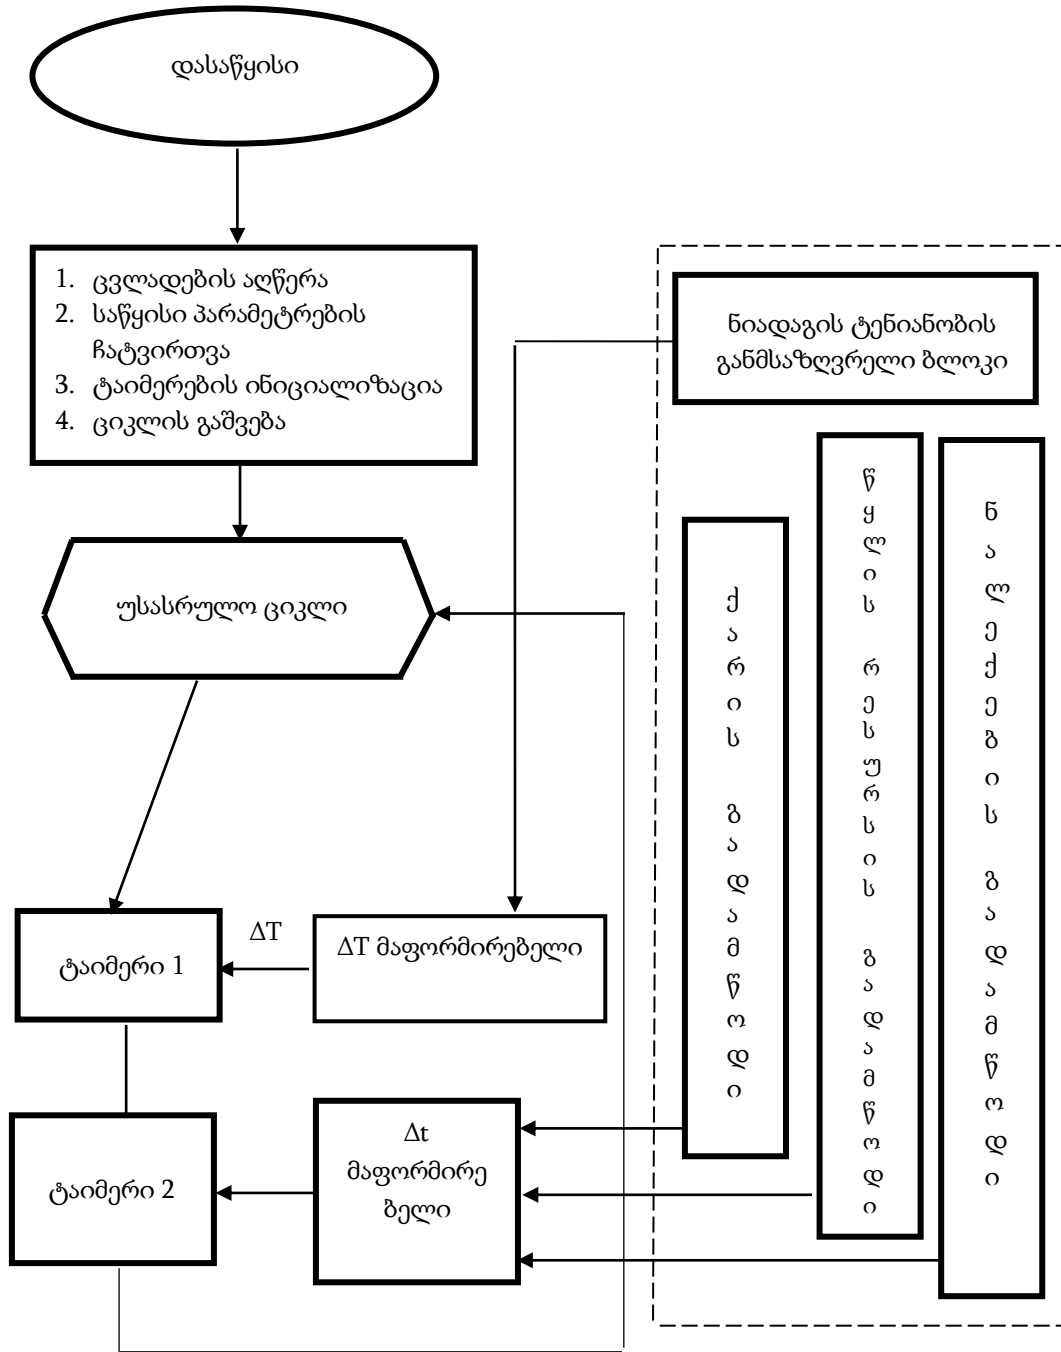 დასაწყისი
1. ცვლადების აღწერა
2. საწყისი პარამეტრების
ჩატვირთვა
3. ტაიმერების ინიციალიზაცია
4. ციკლის გაშვება
ნიადაგის ტენიანობის
განმსაზღვრელი ბლოკი
უსასრულო ციკლი
ქარის გადამწოდი
წყლის რესურსის გადამწოდი
ნალექების გადამწოდი
ტაიმერი 1
ΔT
ΔT მაფორმირებელი
ტაიმერი 2
Δt
მაფორმირე
ბელი